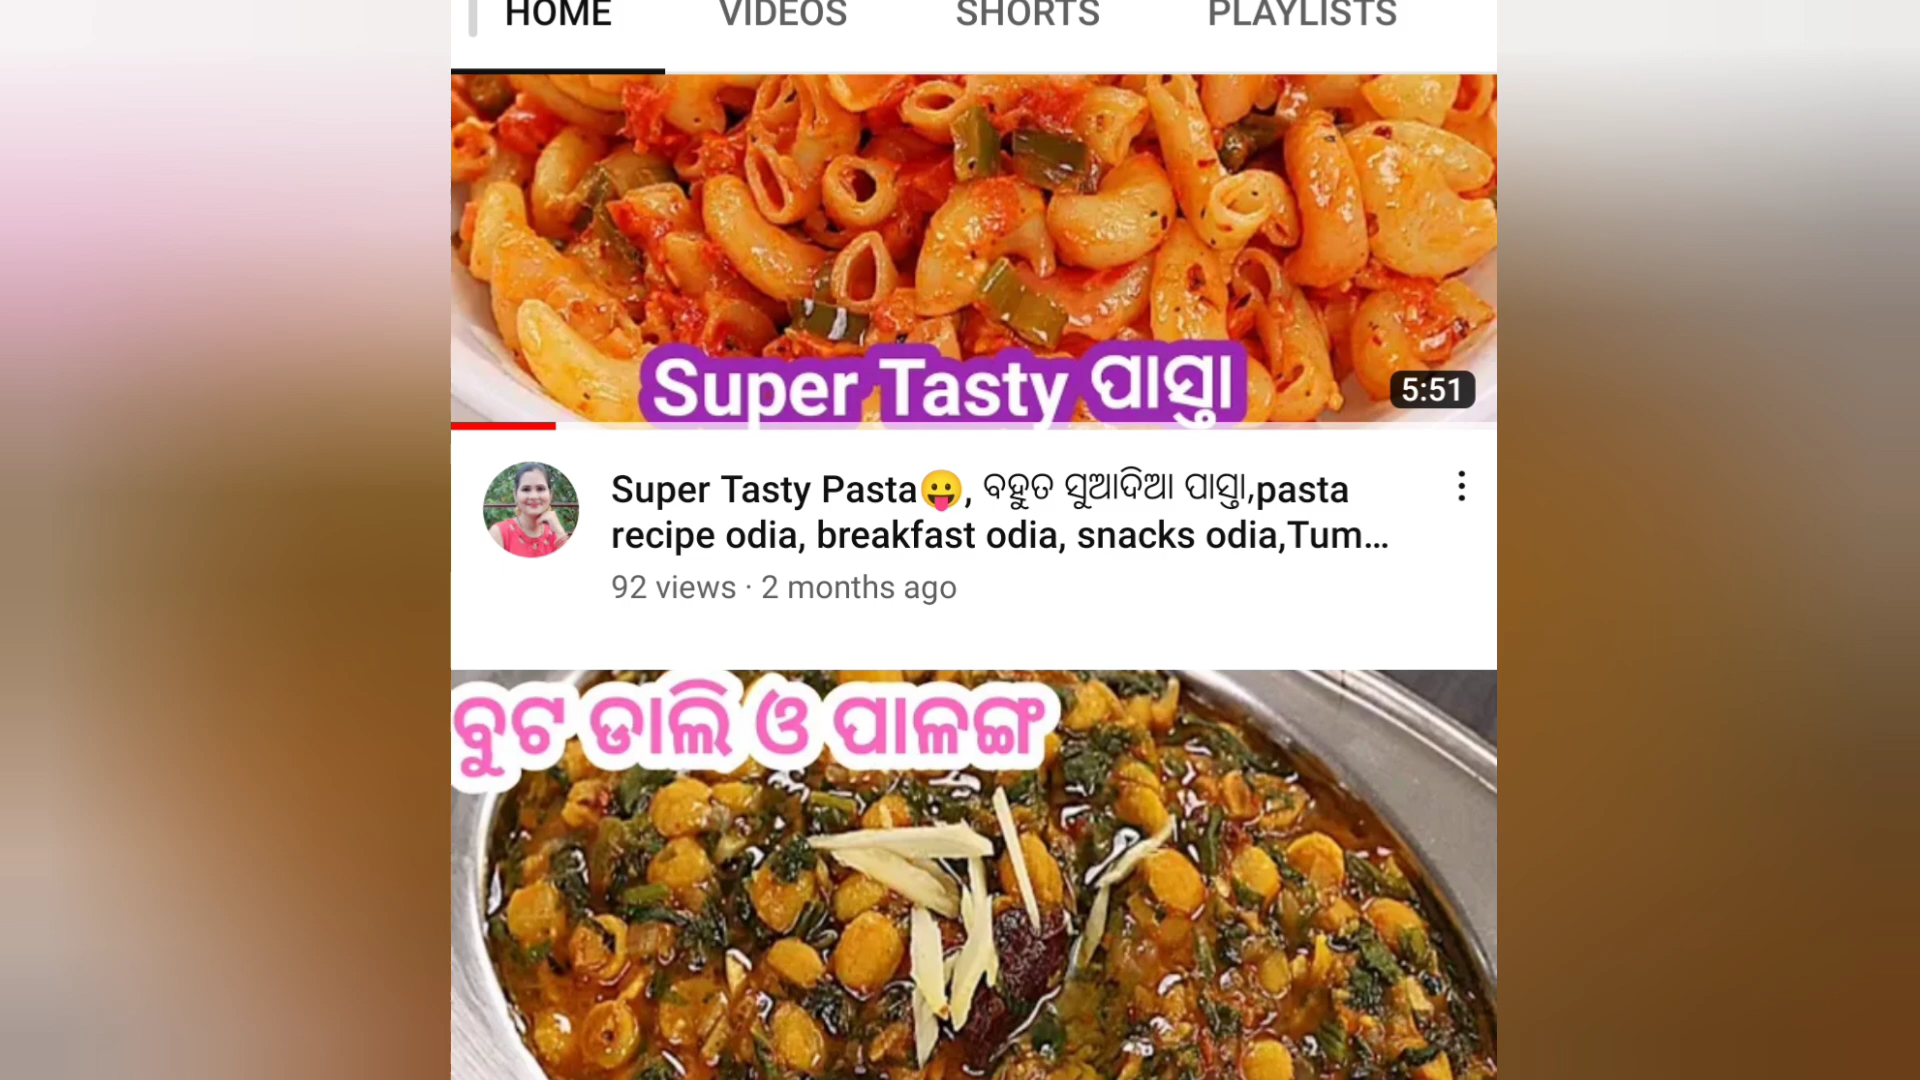 HOME VIDEOS SHORTS PLAYLISTS
Super Tasty ପାସ୍ତା
5:51
Super Tasty Pasta😛, ବହୁତ ସୁଆଦିଆ ପାସ୍ତା,pasta
recipe odia, breakfast odia, snacks odia,Tum...
92 views · 2 months ago
ବୁଟ ଡାଲି ଓ ପାଳଙ୍ଗ